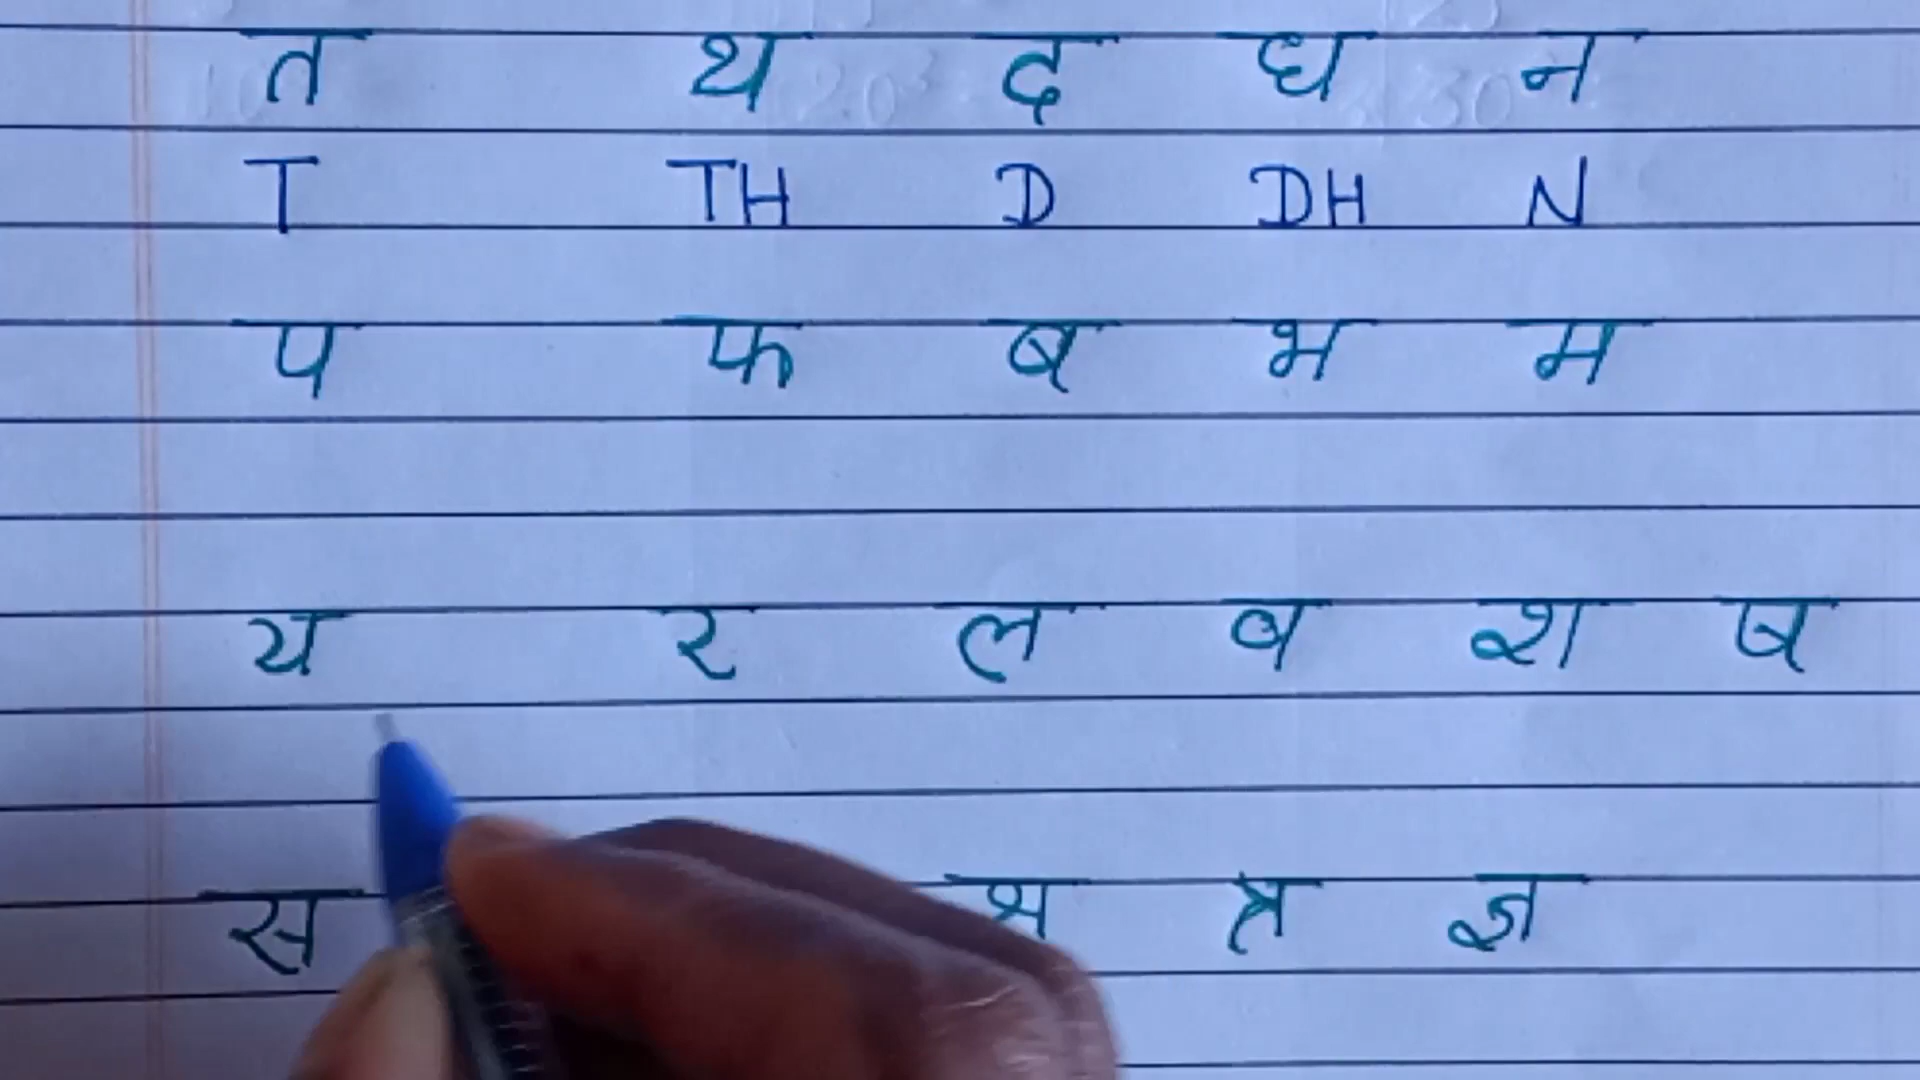 त थ द ध न
T TH D DH N
प फ ब भ म
य र ल व श ष
स क्ष त्र ज्ञ